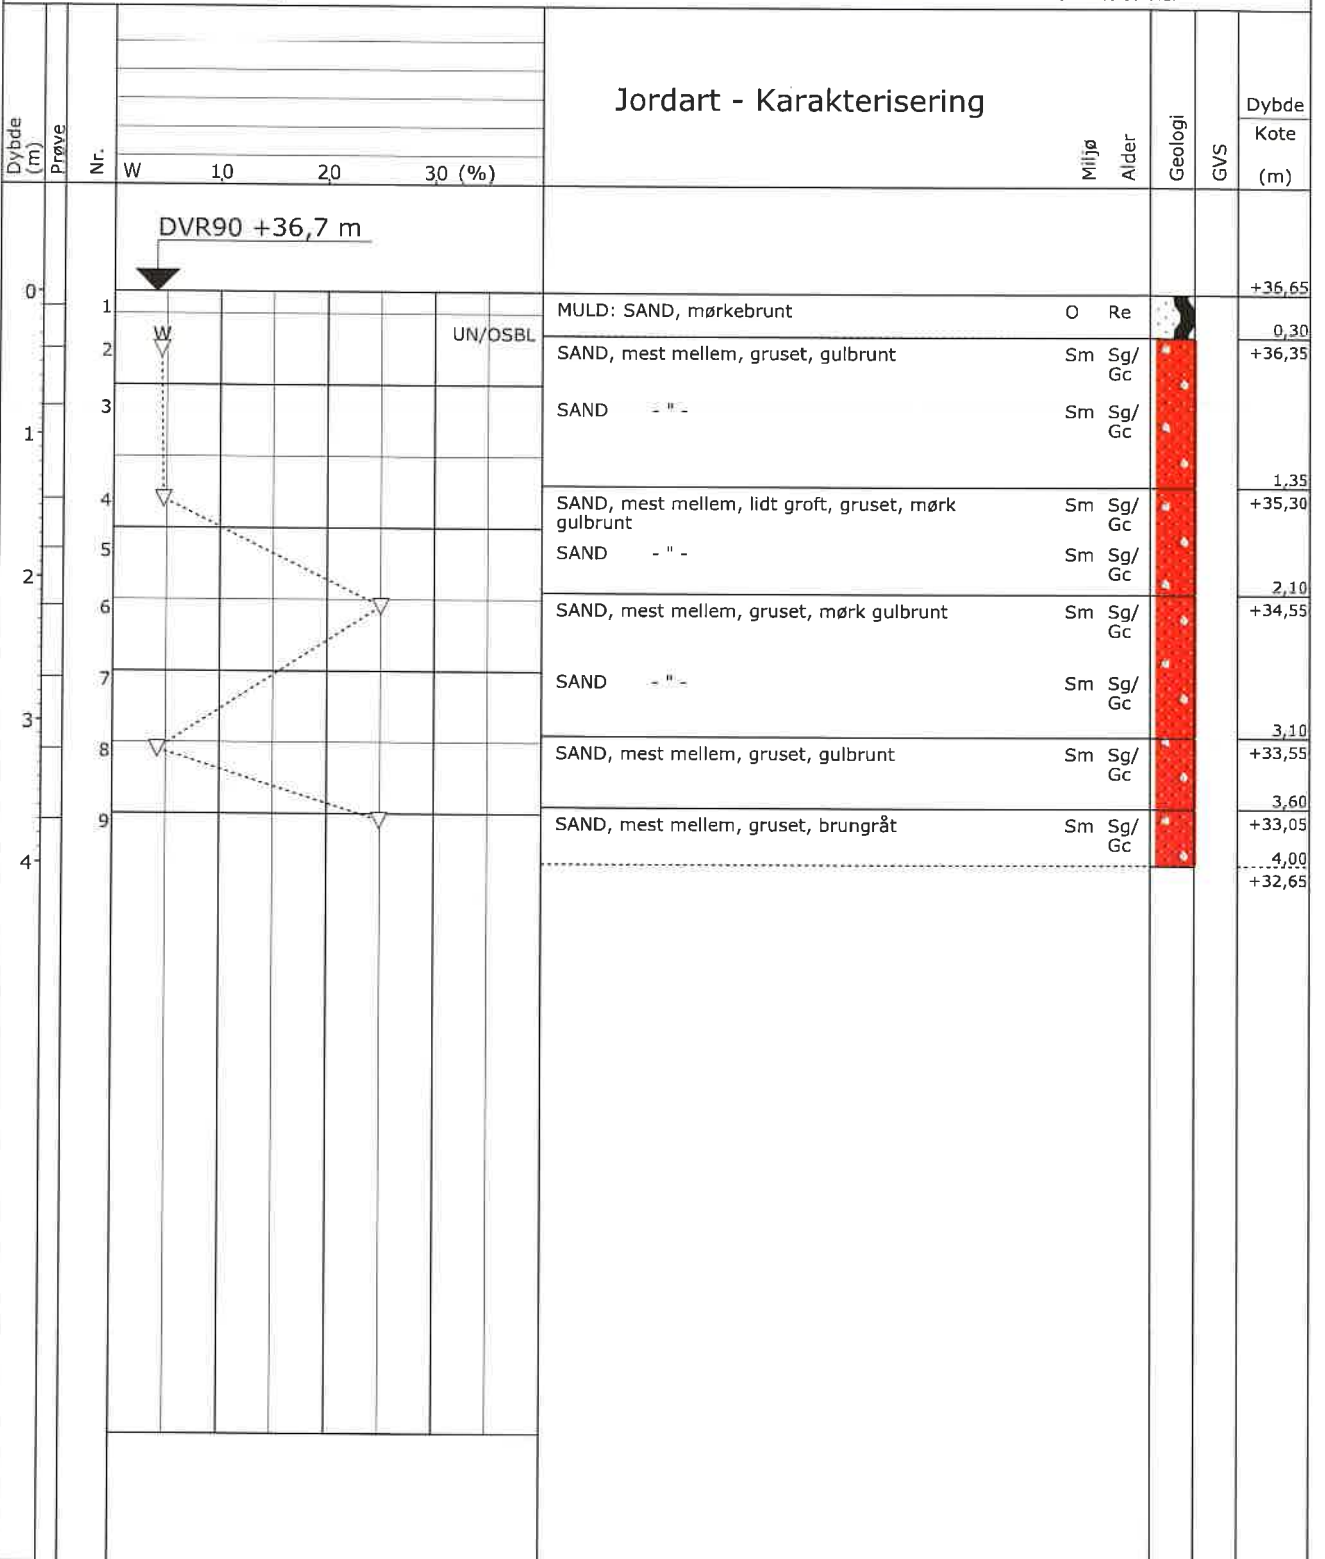 Jordart - Karakterisering
Dybde (m)
Prøve
Nr.
W 10 20 30 (%)
Miljø
Alder
Geologi
GVS
Dybde
Kote
(m)
DVR90 +36,7 m
0
+36,65
1
MULD: SAND, mørkebrunt O Re
0,30
W
UN/OSBL
2
SAND, mest mellem, gruset, gulbrunt Sm Sg/
Gc
+36,35
3
SAND - " - Sm Sg/
Gc
1
1,35
4
SAND, mest mellem, lidt groft, gruset, mørk
gulbrunt
Sm Sg/
Gc
+35,30
5
SAND - " - Sm Sg/
Gc
2
2,10
6
SAND, mest mellem, gruset, mørk gulbrunt Sm Sg/
Gc
+34,55
7
SAND - " - Sm Sg/
Gc
3
3,10
8
SAND, mest mellem, gruset, gulbrunt Sm Sg/
Gc
+33,55
3,60
9
SAND, mest mellem, gruset, brungråt Sm Sg/
Gc
+33,05
4
4,00
+32,65